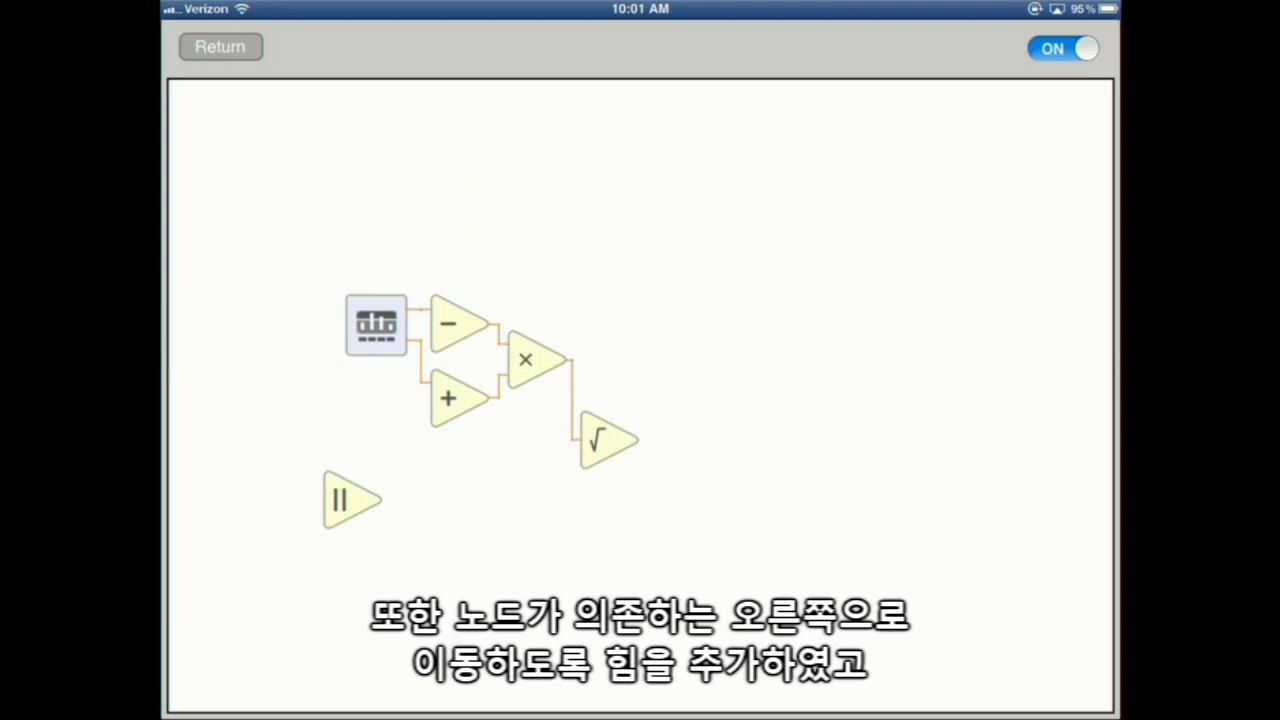 Verizon
10:01 AM
95%
Return
ON
−
×
+
√
||
또한 노드가 의존하는 오른쪽으로
이동하도록 힘을 추가하였고